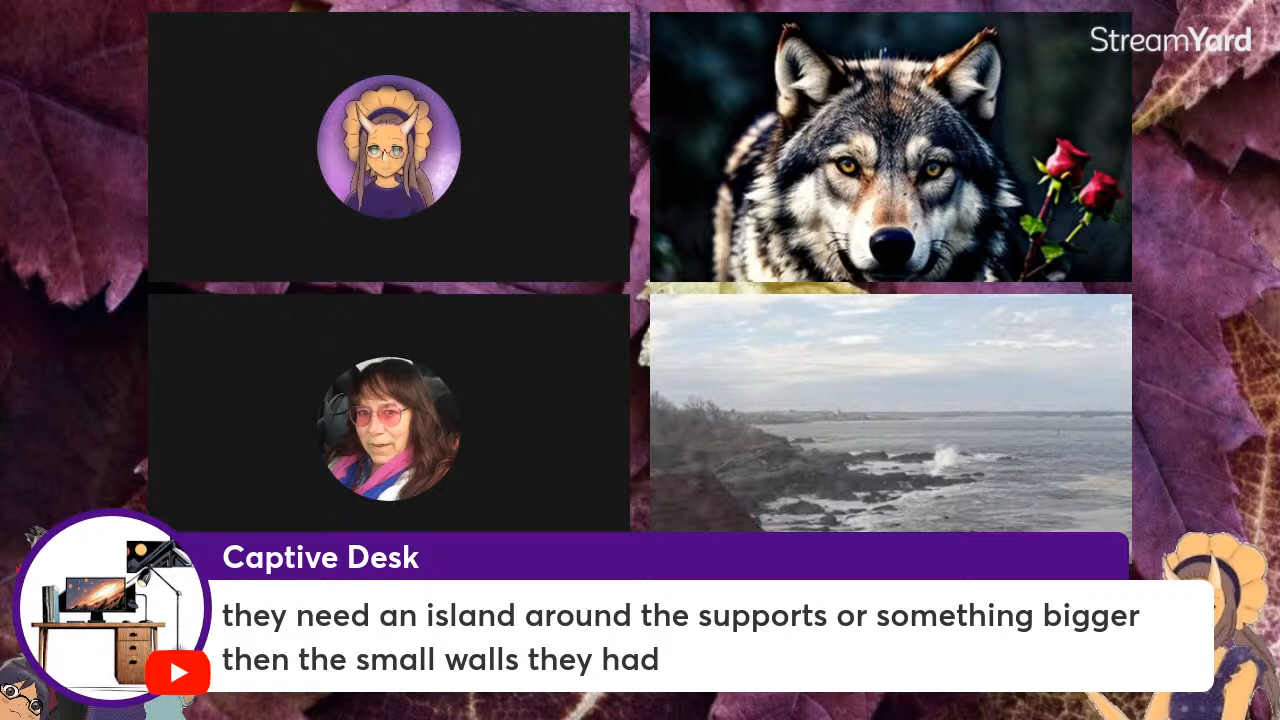 StreamYard
Captive Desk
they need an island around the supports or something bigger
then the small walls they had